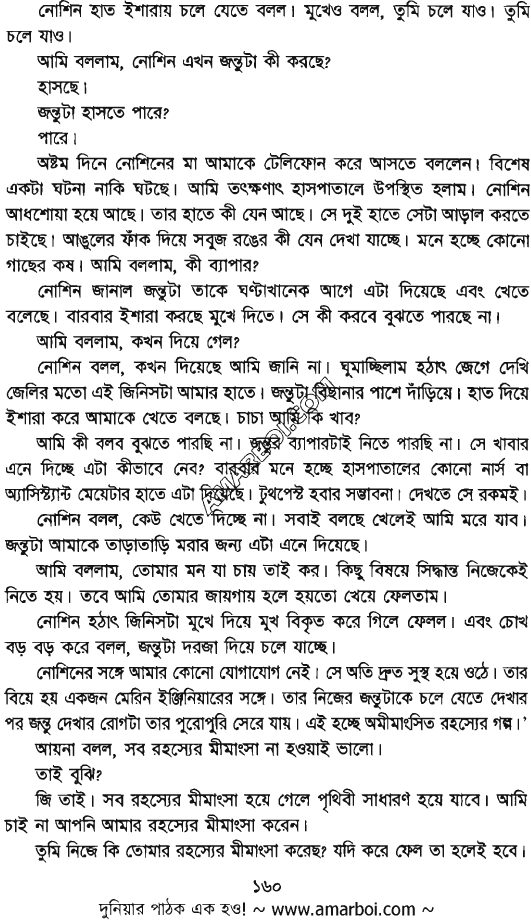 নোশিন হাত ইশারায় চলে যেতে বলল। মুখেও বলল, তুমি চলে যাও। তুমি
চলে যাও।
আমি বললাম, নোশিন এখন জন্তুটা কী করছে?
হাসছে।
জন্তুটা হাসতে পারে?
পারে।
অষ্টম দিনে নোশিনের মা আমাকে টেলিফোন করে আসতে বললেন। বিশেষ
একটা ঘটনা নাকি ঘটছে। আমি তৎক্ষণাৎ হাসপাতালে উপস্থিত হলাম। নোশিন
আধশোয়া হয়ে আছে। তার হাতে কী যেন আছে। সে দুই হাতে সেটা আড়াল করতে
চাইছে। আঙুলের ফাঁক দিয়ে সবুজ রঙের কী যেন দেখা যাচ্ছে। মনে হচ্ছে কোনো
গাছের কষ। আমি বললাম, কী ব্যাপার?
নোশিন জানাল জন্তুটা তাকে ঘণ্টাখানেক আগে এটা দিয়েছে এবং খেতে
বলেছে। বারবার ইশারা করছে মুখে দিতে। সে কী করবে বুঝতে পারছে না।
আমি বললাম, কখন দিয়ে গেল?
নোশিন বলল, কখন দিয়েছে আমি জানি না। ঘুমাচ্ছিলাম হঠাৎ জেগে দেখি
জেলির মতো এই জিনিসটা আমার হাতে। জন্তুটা বিছানার পাশে দাঁড়িয়ে। হাত দিয়ে
ইশারা করে আমাকে খেতে বলছে। চাচা আমি কি খাব?
আমি কী বলব বুঝতে পারছি না। জন্তুর ব্যাপারটাই নিতে পারছি না। সে খাবার
এনে দিচ্ছে এটা কীভাবে নেব? বারবার মনে হচ্ছে হাসপাতালের কোনো নার্স বা
অ্যাসিস্ট্যান্ট মেয়েটার হাতে এটা দিয়েছে। টুথপেস্ট হবার সম্ভাবনা। দেখতে সে রকমই।
নোশিন বলল, কেউ খেতে দিচ্ছে না। সবাই বলছে খেলেই আমি মরে যাব।
জন্তুটা আমাকে তাড়াতাড়ি মরার জন্য এটা এনে দিয়েছে।
আমি বললাম, তোমার মন যা চায় তাই কর। কিছু বিষয়ে সিদ্ধান্ত নিজেকেই
নিতে হয়। তবে আমি তোমার জায়গায় হলে হয়তো খেয়ে ফেলতাম।
নোশিন হঠাৎ জিনিসটা মুখে দিয়ে মুখ বিকৃত করে গিলে ফেলল। এবং চোখ
বড় বড় করে বলল, জন্তুটা দরজা দিয়ে চলে যাচ্ছে।
নোশিনের সঙ্গে আমার কোনো যোগাযোগ নেই। সে অতি দ্রুত সুস্থ হয়ে ওঠে। তার
বিয়ে হয় একজন মেরিন ইঞ্জিনিয়ারের সঙ্গে। তার নিজের জন্তুটাকে চলে যেতে দেখার
পর জন্তু দেখার রোগটা তার পুরোপুরি সেরে যায়। এই হচ্ছে অমীমাংসিত রহস্যের গল্প।'
আয়না বলল, সব রহস্যের মীমাংসা না হওয়াই ভালো।
তাই বুঝি?
জি তাই। সব রহস্যের মীমাংসা হয়ে গেলে পৃথিবী সাধারণ হয়ে যাবে। আমি
চাই না আপনি আমার রহস্যের মীমাংসা করেন।
তুমি নিজে কি তোমার রহস্যের মীমাংসা করেছ? যদি করে ফেল তা হলেই হবে।
১৬০
দুনিয়ার পাঠক এক হও! ~ www.amarboi.com ~
AMARBOI.COM